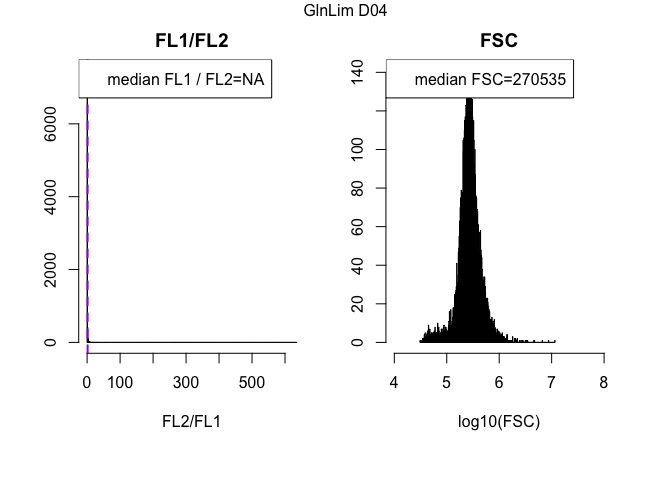 GlnLim D04
FL1/FL2
median FL1 / FL2=NA
0 2000 4000 6000
0 100 300 500
FL2/FL1
FSC
median FSC=270535
0 20 40 60 80 100 140
4 5 6 7 8
log10(FSC)